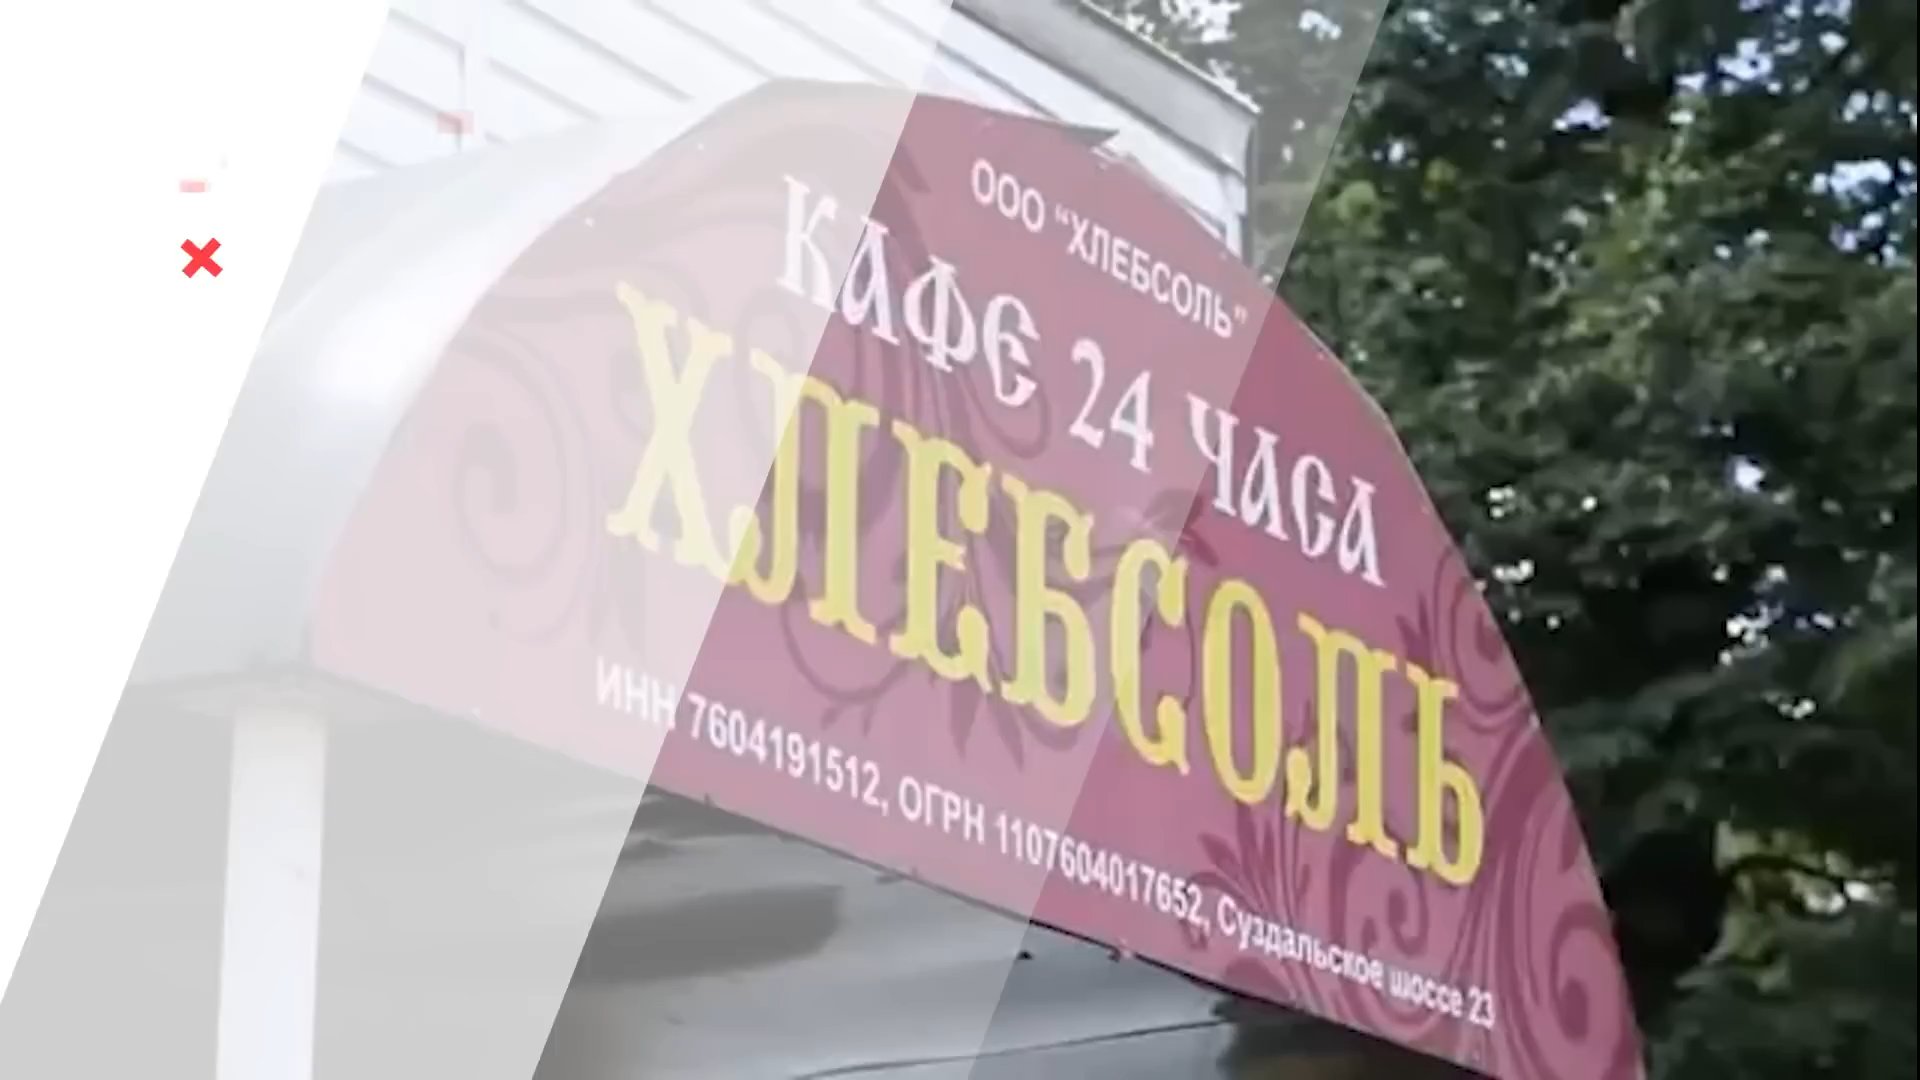 ООО “ХЛЕБСОЛЬ”
КАФЕ 24 ЧАСА
ХЛЕБСОЛЬ
ИНН 7604191512, ОГРН 1107604017652, Суздальское шоссе 23